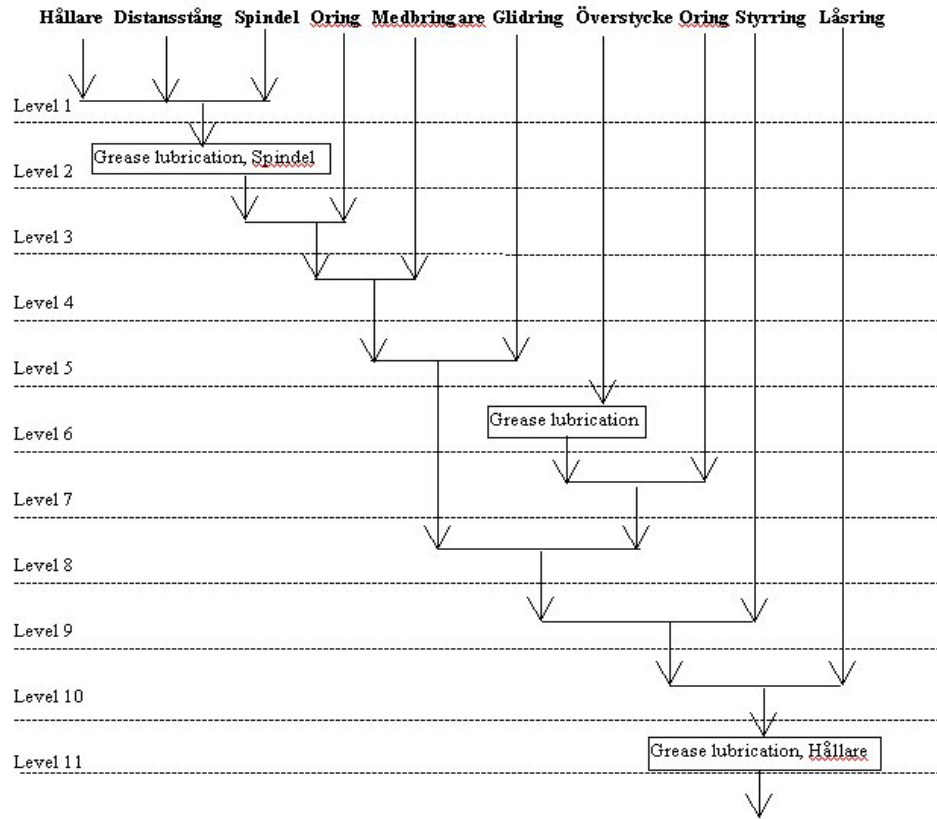 Hållare Distansstång Spindel Oring Medbringare Glidring Överstycke Oring Styrring Låsring
Level 1
Grease lubrication, Spindel
Level 2
Level 3
Level 4
Level 5
Grease lubrication
Level 6
Level 7
Level 8
Level 9
Level 10
Grease lubrication, Hållare
Level 11